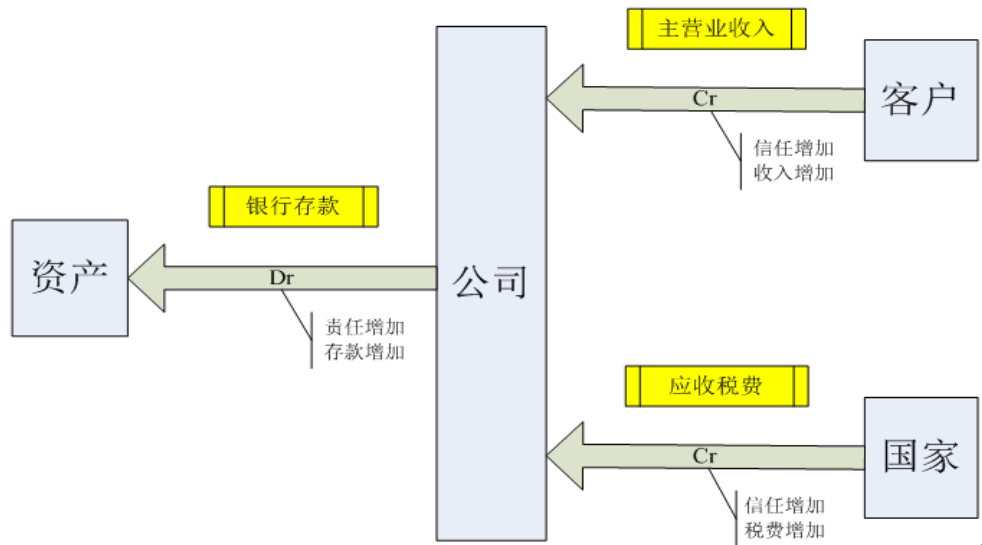 主营业收入
客户
Cr
信任增加
收入增加
银行存款
资产
Dr
公司
责任增加
存款增加
应收税费
国家
Cr
信任增加
税费增加